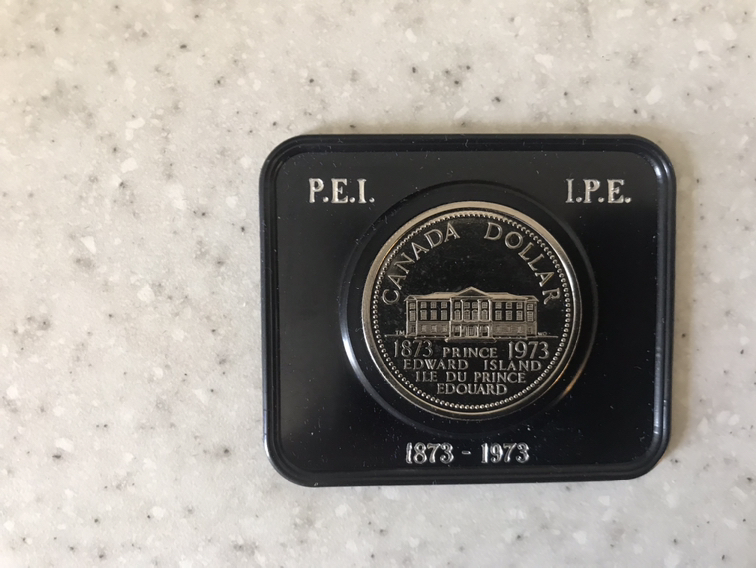 P.E.I. I.P.E.
CANADA DOLLAR
1873 PRINCE 1973
EDWARD ISLAND
ILE DU PRINCE
EDOUARD
1873 - 1973